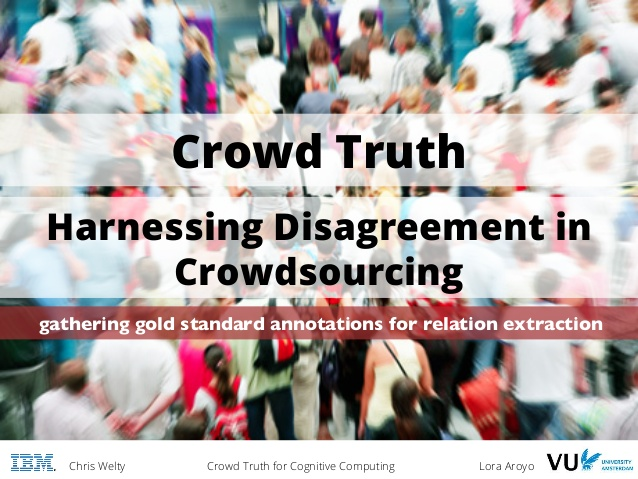 Crowd Truth
Harnessing Disagreement in
Crowdsourcing
gathering gold standard annotations for relation extraction
IBM. Chris Welty Crowd Truth for Cognitive Computing Lora Aroyo VU UNIVERSITY
AMSTERDAM